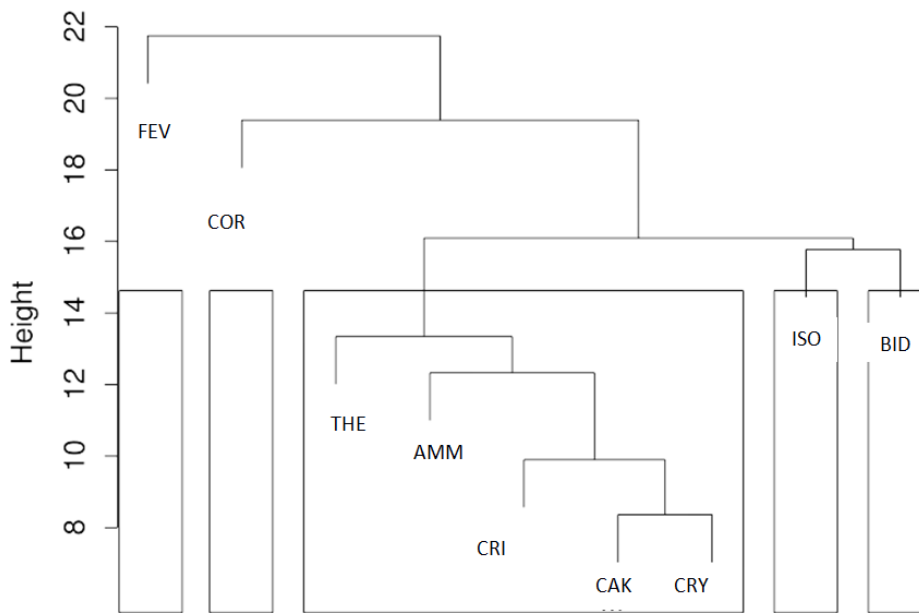 22
20
FEV
18
COR
16
14
Height
ISO
BID
12
THE
AMM
10
CRI
8
CAK
CRY